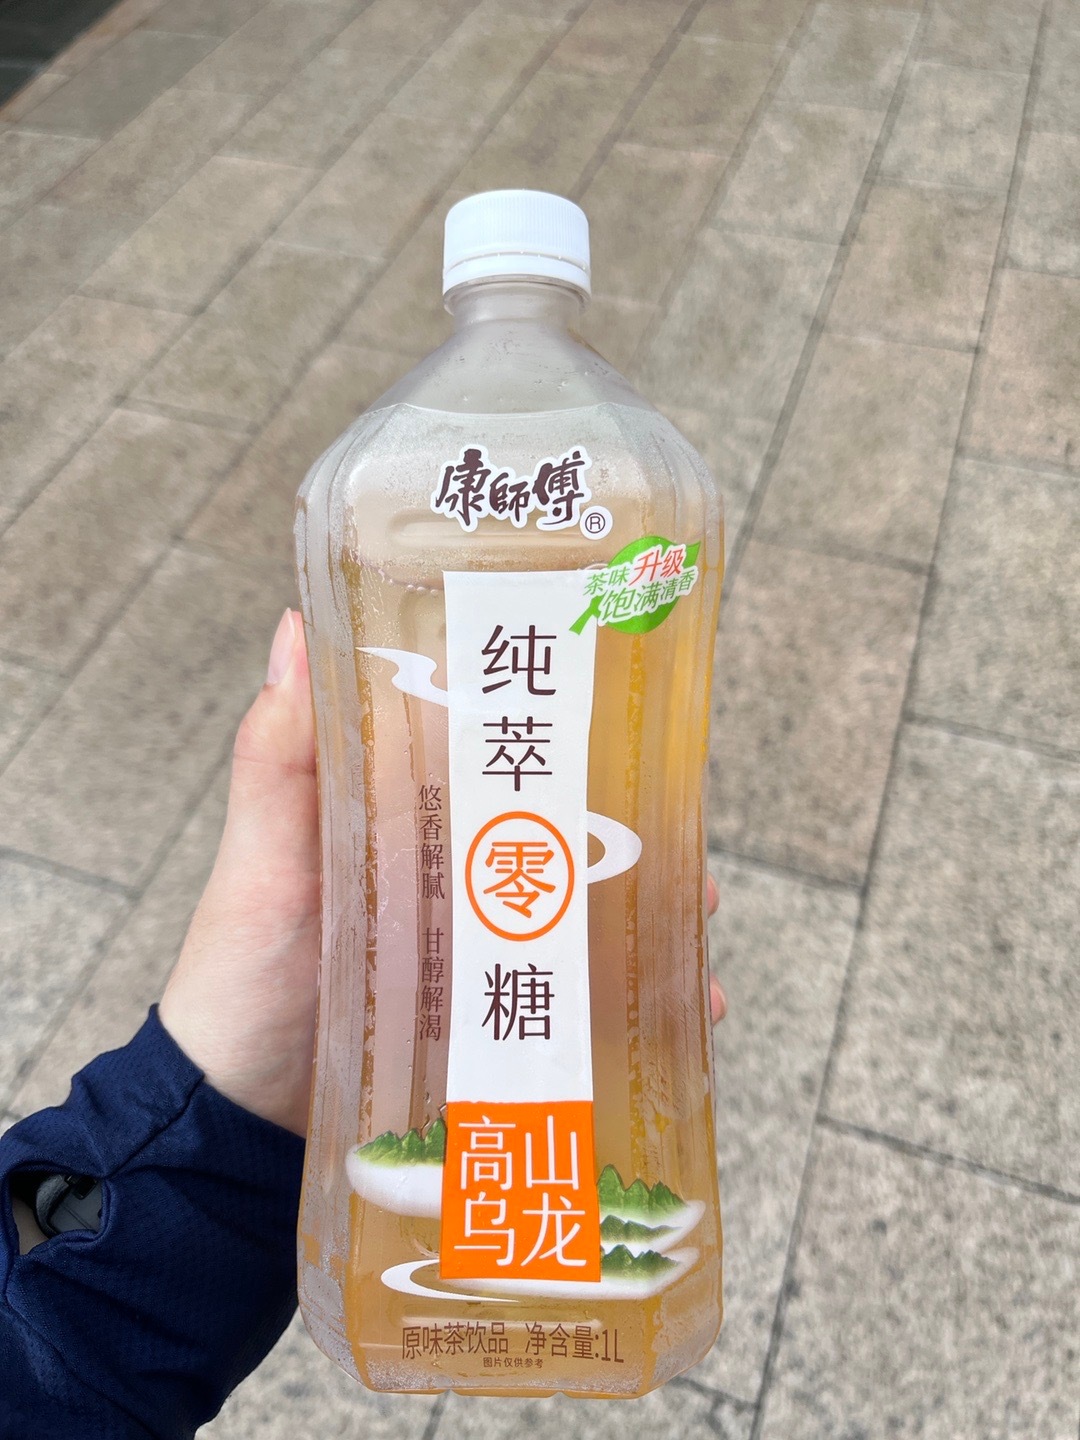 康師傅®
茶味升级
饱满清香
纯萃零糖
悠香解腻 甘醇解渴
高山
乌龙
原味茶饮品 净含量:1L
图片仅供参考